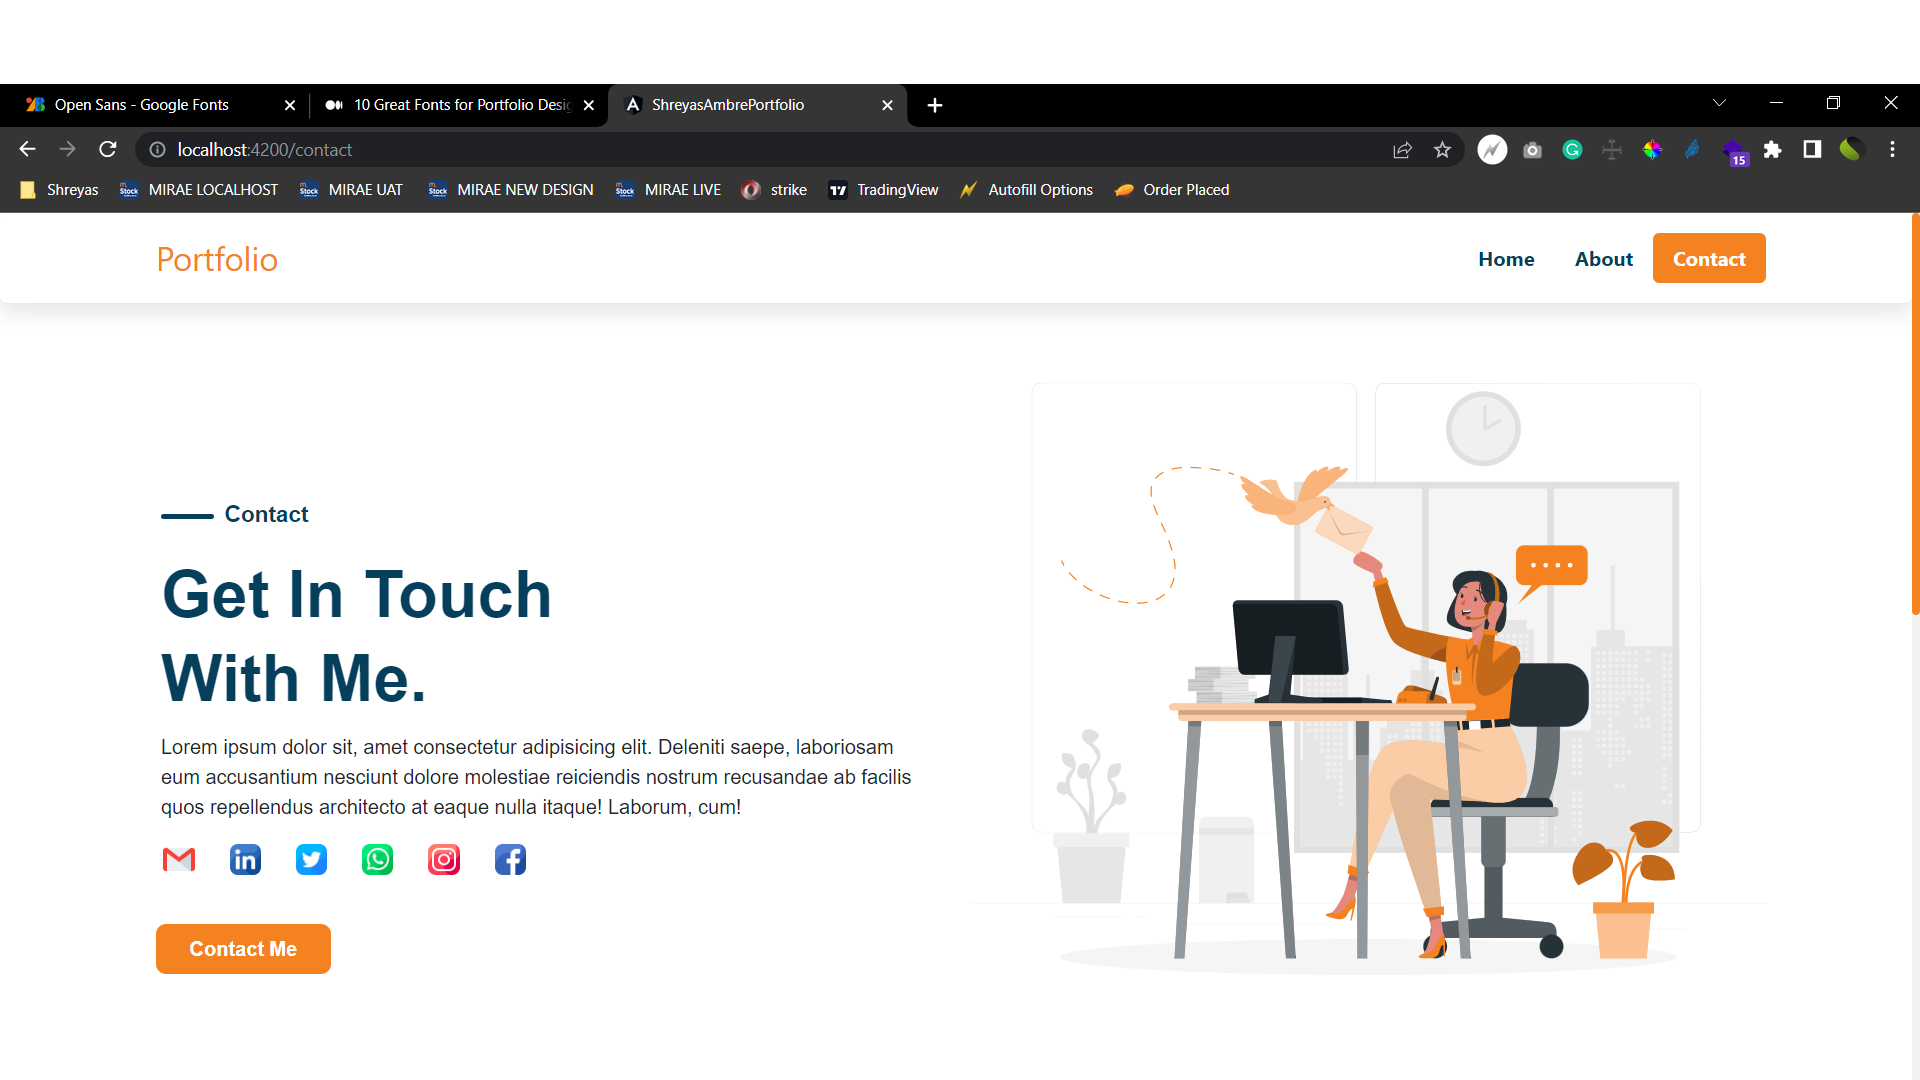 Open Sans - Google Fonts
10 Great Fonts for Portfolio Desig
ShreyasAmbrePortfolio
localhost:4200/contact
15
Shreyas
MIRAE LOCALHOST
MIRAE UAT
MIRAE NEW DESIGN
MIRAE LIVE
strike
TradingView
Autofill Options
Order Placed
Portfolio
Home
About
Contact
Contact
Get In Touch
With Me.
Lorem ipsum dolor sit, amet consectetur adipisicing elit. Deleniti saepe, laboriosam
eum accusantium nesciunt dolore molestiae reiciendis nostrum recusandae ab facilis
quos repellendus architecto at eaque nulla itaque! Laborum, cum!
Contact Me